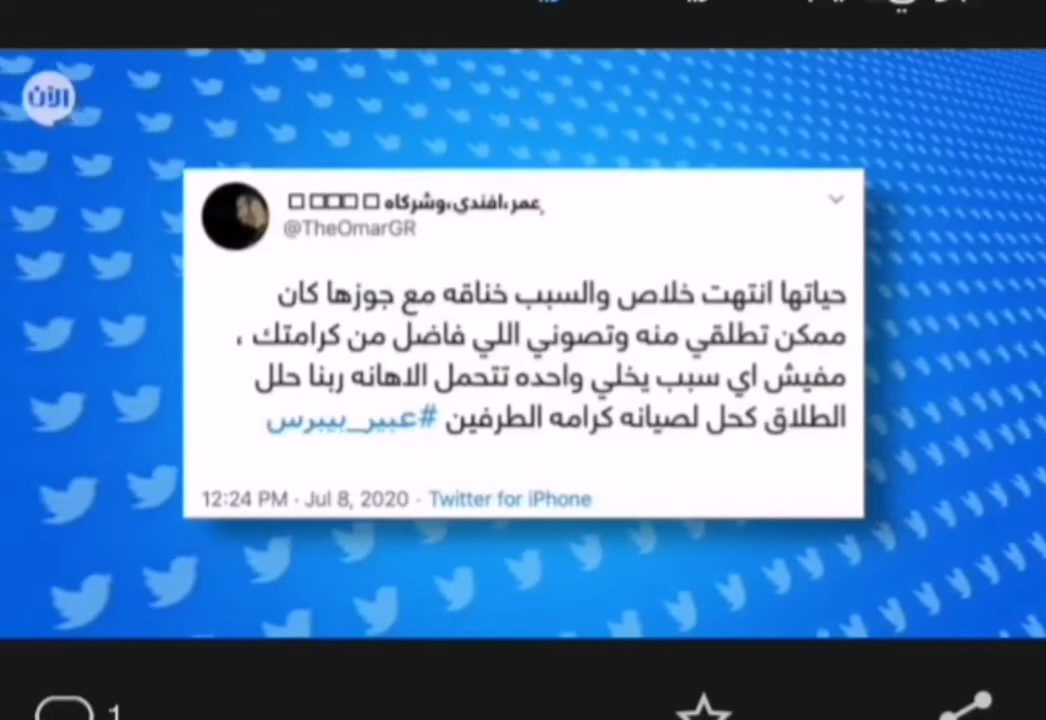 الآن
عمر،افندي،وشركاه
@TheOmarGR
حياتها انتهت خلاص والسبب خناقه مع جوزها كان
ممكن تطلقي منه وتصوني اللي فاضل من كرامتك ،
مفيش اي سبب يخلي واحده تتحمل الاهانه ربنا حلل
الطلاق كحل لصيانه كرامه الطرفين #عبير_بيبرس
12:24 PM · Jul 8, 2020 · Twitter for iPhone
1